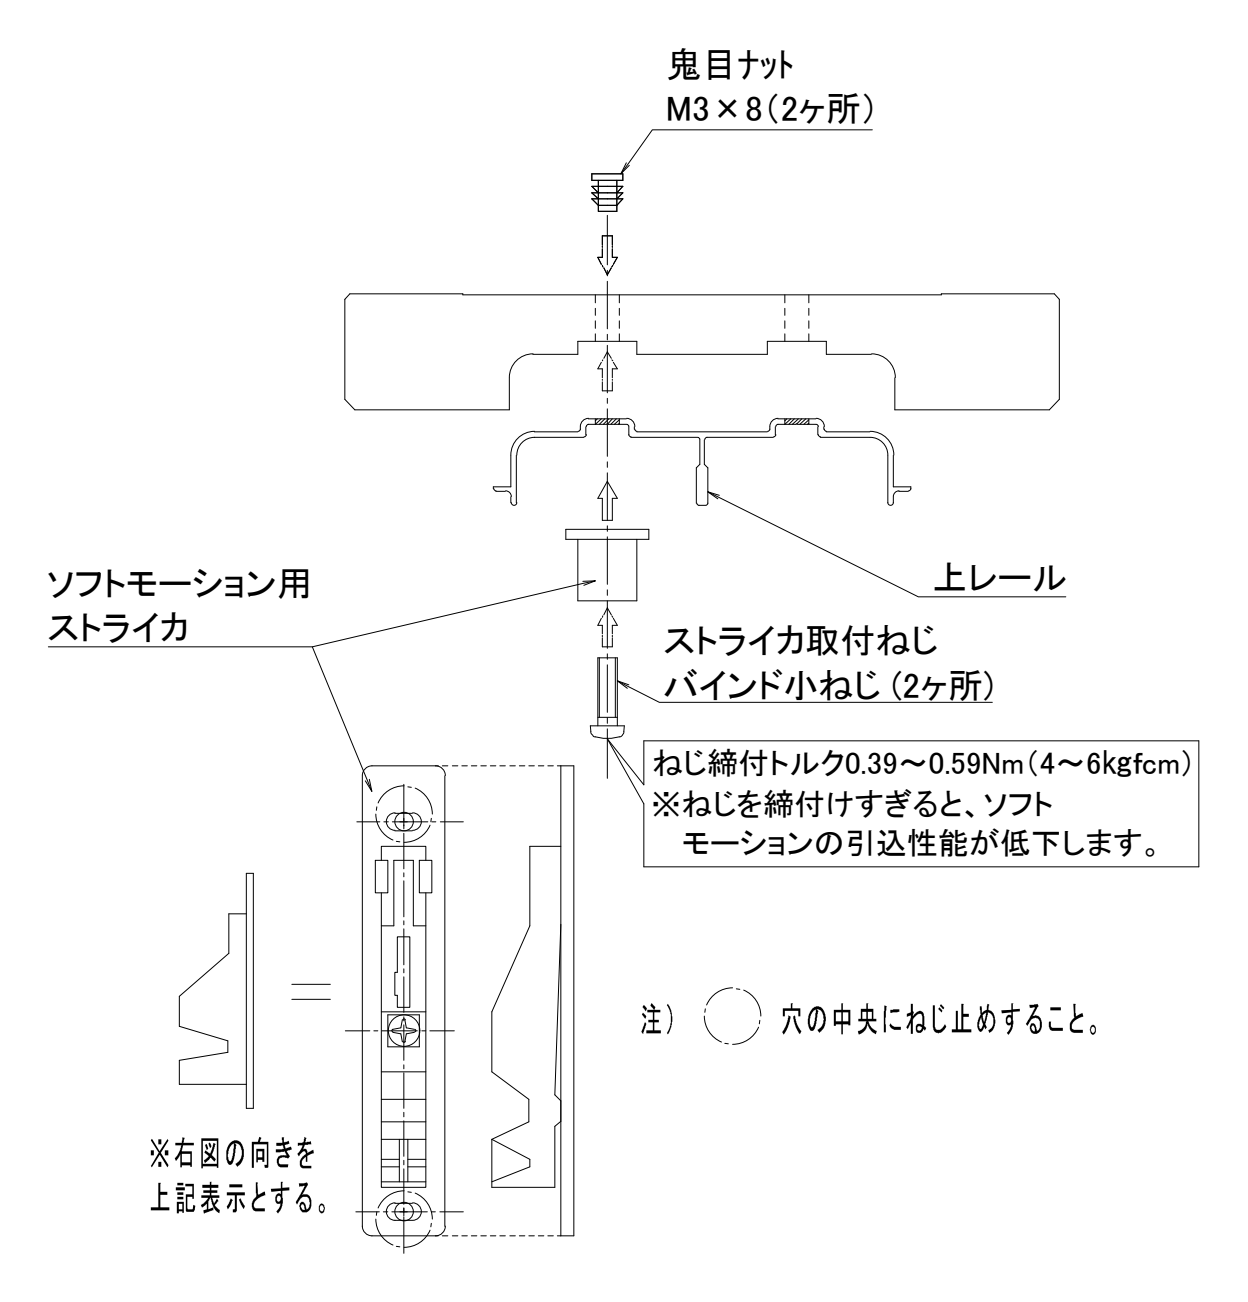 鬼目ナット
M3×8(2ヶ所)
ソフトモーション用
ストライカ
上レール
ストライカ取付ねじ
バインド小ねじ(2ヶ所)
ねじ締付トルク0.39～0.59Nm(4～6kgfcm)
※ねじを締付けすぎると、ソフト
モーションの引込性能が低下します。
注) 穴の中央にねじ止めすること。
※右図の向きを
上記表示とする。